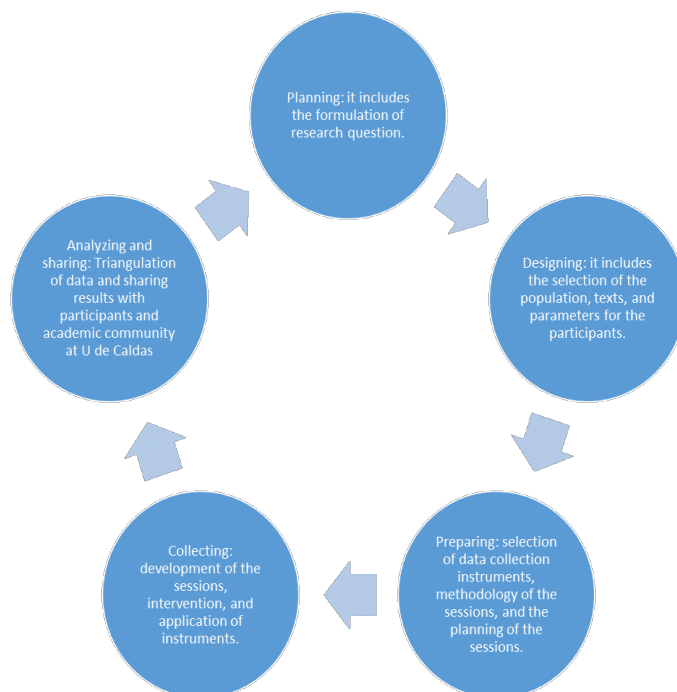 Planning: it includes
the formulation of
research question.
Designing: it includes
the selection of the
population, texts, and
parameters for the
participants.
Preparing: selection
of data collection
instruments,
methodology of the
sessions, and the
planning of the
sessions.
Collecting:
development of the
sessions,
intervention, and
application of
instruments.
Analyzing and
sharing: Triangulation
of data and sharing
results with
participants and
academic community
at U de Caldas